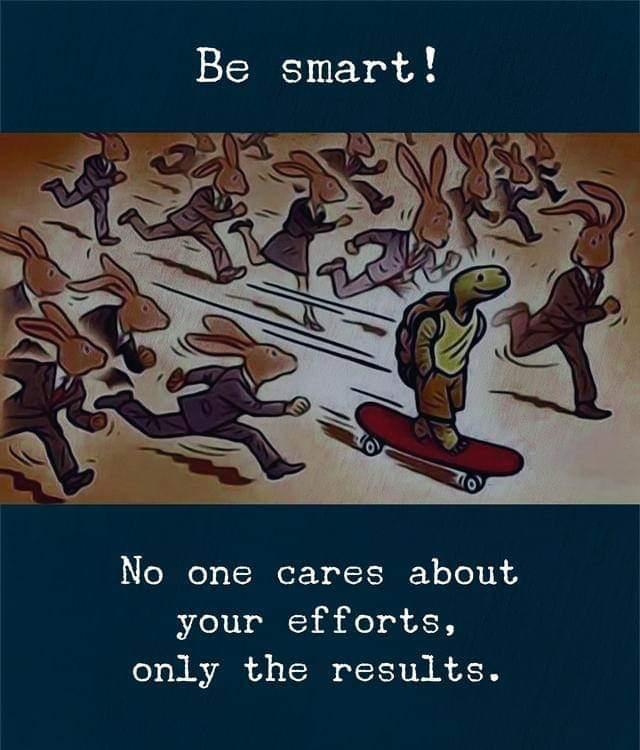 Be smart!
No one cares about
your efforts,
only the results.